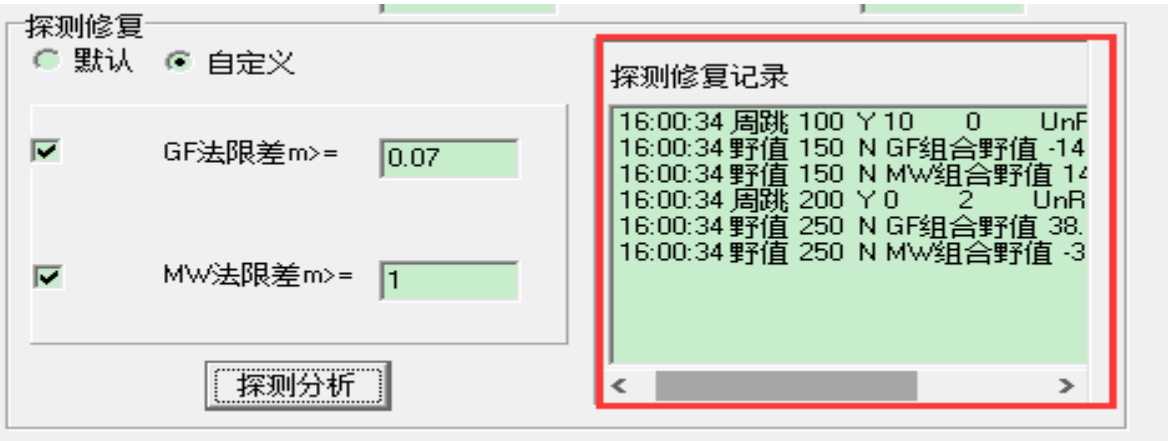 探测修复
默认 自定义
GF法限差m>= 0.07
MW法限差m>= 1
探测分析
探测修复记录
16:00:34 周跳 100 Y 10 0 UnF
16:00:34 野值 150 N GF组合野值 -14
16:00:34 野值 150 N MW组合野值 14
16:00:34 周跳 200 Y 0 2 UnR
16:00:34 野值 250 N GF组合野值 38.
16:00:34 野值 250 N MW组合野值 -3